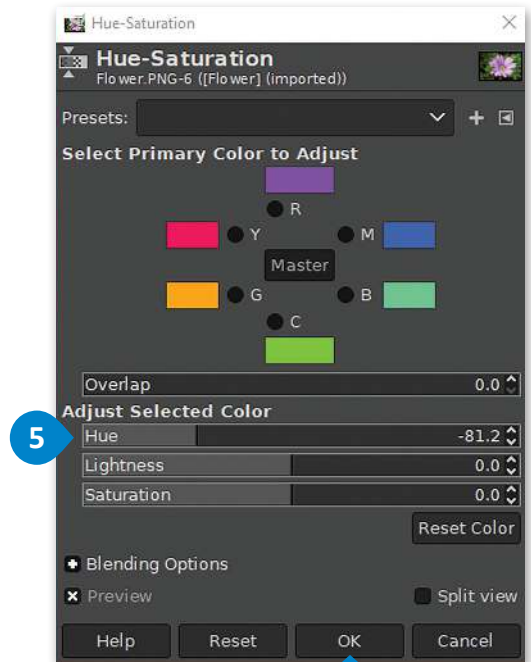 Hue-Saturation
Hue-Saturation
Flower.PNG-6 ([Flower] (imported))
Presets:
Select Primary Color to Adjust
R
Y M
Master
G B
C
Overlap 0.0
Adjust Selected Color
5 Hue -81.2
Lightness 0.0
Saturation 0.0
Reset Color
Blending Options
Preview Split view
Help Reset OK Cancel